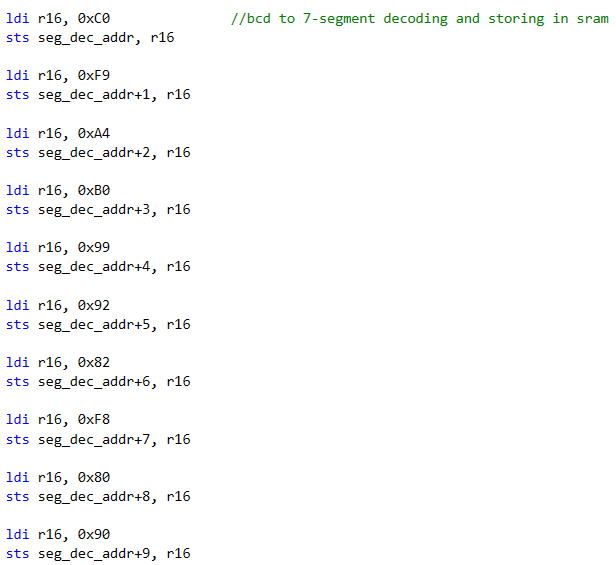 ldi r16, 0xC0 //bcd to 7-segment decoding and storing in sram
sts seg_dec_addr, r16
ldi r16, 0xF9
sts seg_dec_addr+1, r16
ldi r16, 0xA4
sts seg_dec_addr+2, r16
ldi r16, 0xB0
sts seg_dec_addr+3, r16
ldi r16, 0x99
sts seg_dec_addr+4, r16
ldi r16, 0x92
sts seg_dec_addr+5, r16
ldi r16, 0x82
sts seg_dec_addr+6, r16
ldi r16, 0xF8
sts seg_dec_addr+7, r16
ldi r16, 0x80
sts seg_dec_addr+8, r16
ldi r16, 0x90
sts seg_dec_addr+9, r16